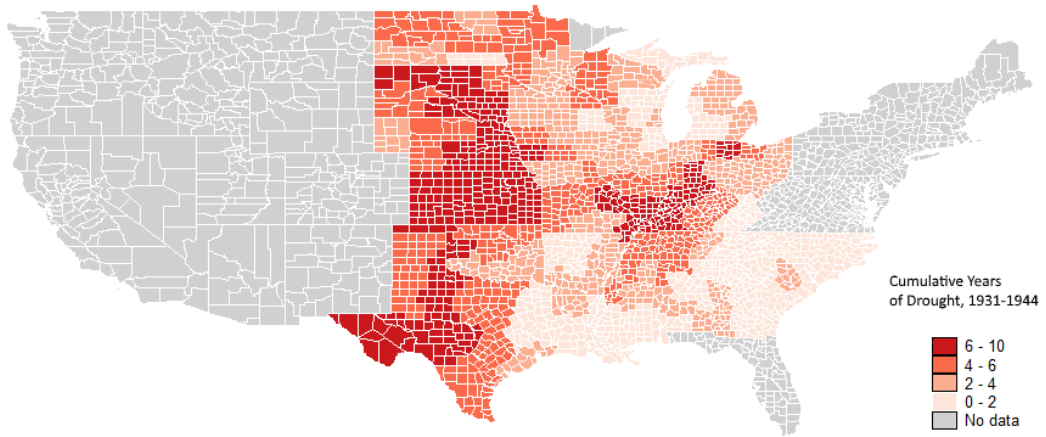 Cumulative Years
of Drought, 1931-1944
6 - 10
4 - 6
2 - 4
0 - 2
No data